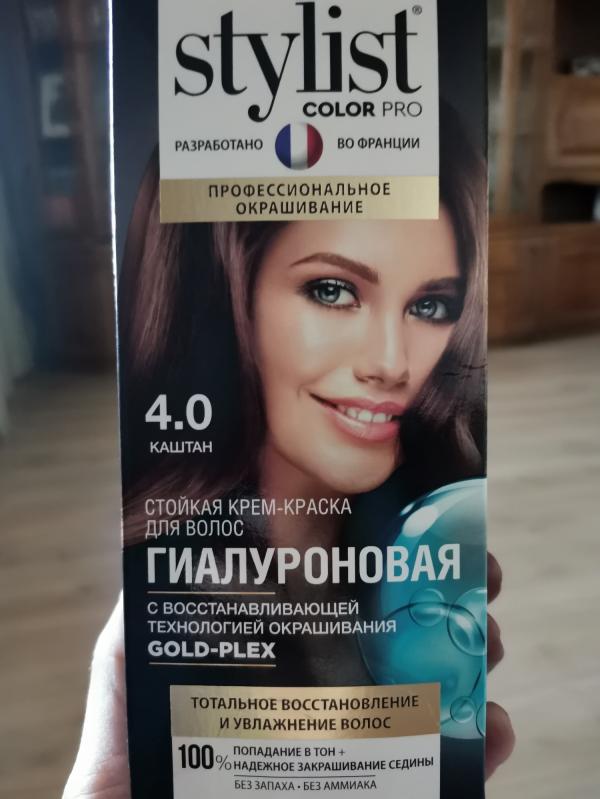 stylist®
COLOR PRO
РАЗРАБОТАНО ВО ФРАНЦИИ
ПРОФЕССИОНАЛЬНОЕ
ОКРАШИВАНИЕ
4.0
КАШТАН
СТОЙКАЯ КРЕМ-КРАСКА
ДЛЯ ВОЛОС
ГИАЛУРОНОВАЯ
С ВОССТАНАВЛИВАЮЩЕЙ
ТЕХНОЛОГИЕЙ ОКРАШИВАНИЯ
GOLD-PLEX
ТОТАЛЬНОЕ ВОССТАНОВЛЕНИЕ
И УВЛАЖНЕНИЕ ВОЛОС
100% ПОПАДАНИЕ В ТОН +
НАДЕЖНОЕ ЗАКРАШИВАНИЕ СЕДИНЫ
БЕЗ ЗАПАХА • БЕЗ АММИАКА